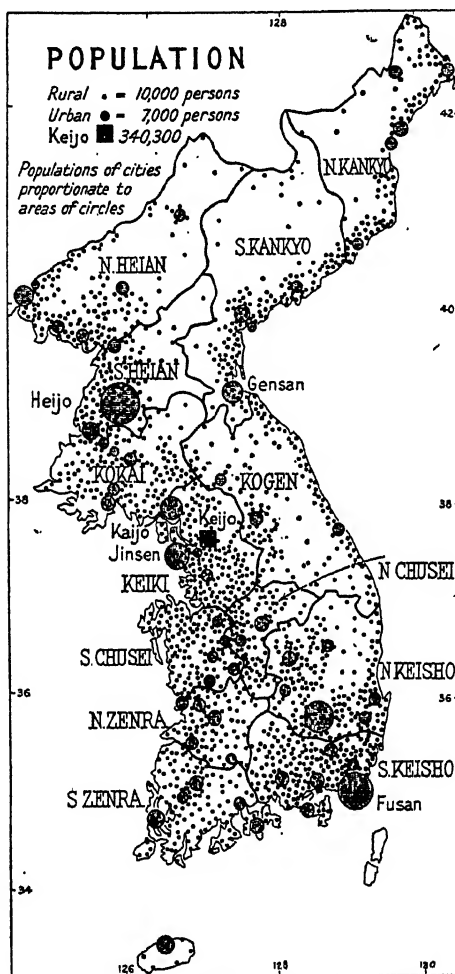 128
POPULATION
Rural • = 10,000 persons
Urban ● = 7,000 persons
Keijo ■ 340,300
Populations of cities
proportionate to
areas of circles
42
N.KANKYO
S.KANKYO
N.HEIAN
40
S.HEIAN
Gensan
Heijo
KOKAI
KOGEN
38
38
Kaijo
Keijo
Jinsen
N CHUSEI
KEIKI
S.CHUSEI
N.KEISHO
36
36
N.ZENRA
S.KEISHO
S ZENRA
Fusan
34
126
128
130